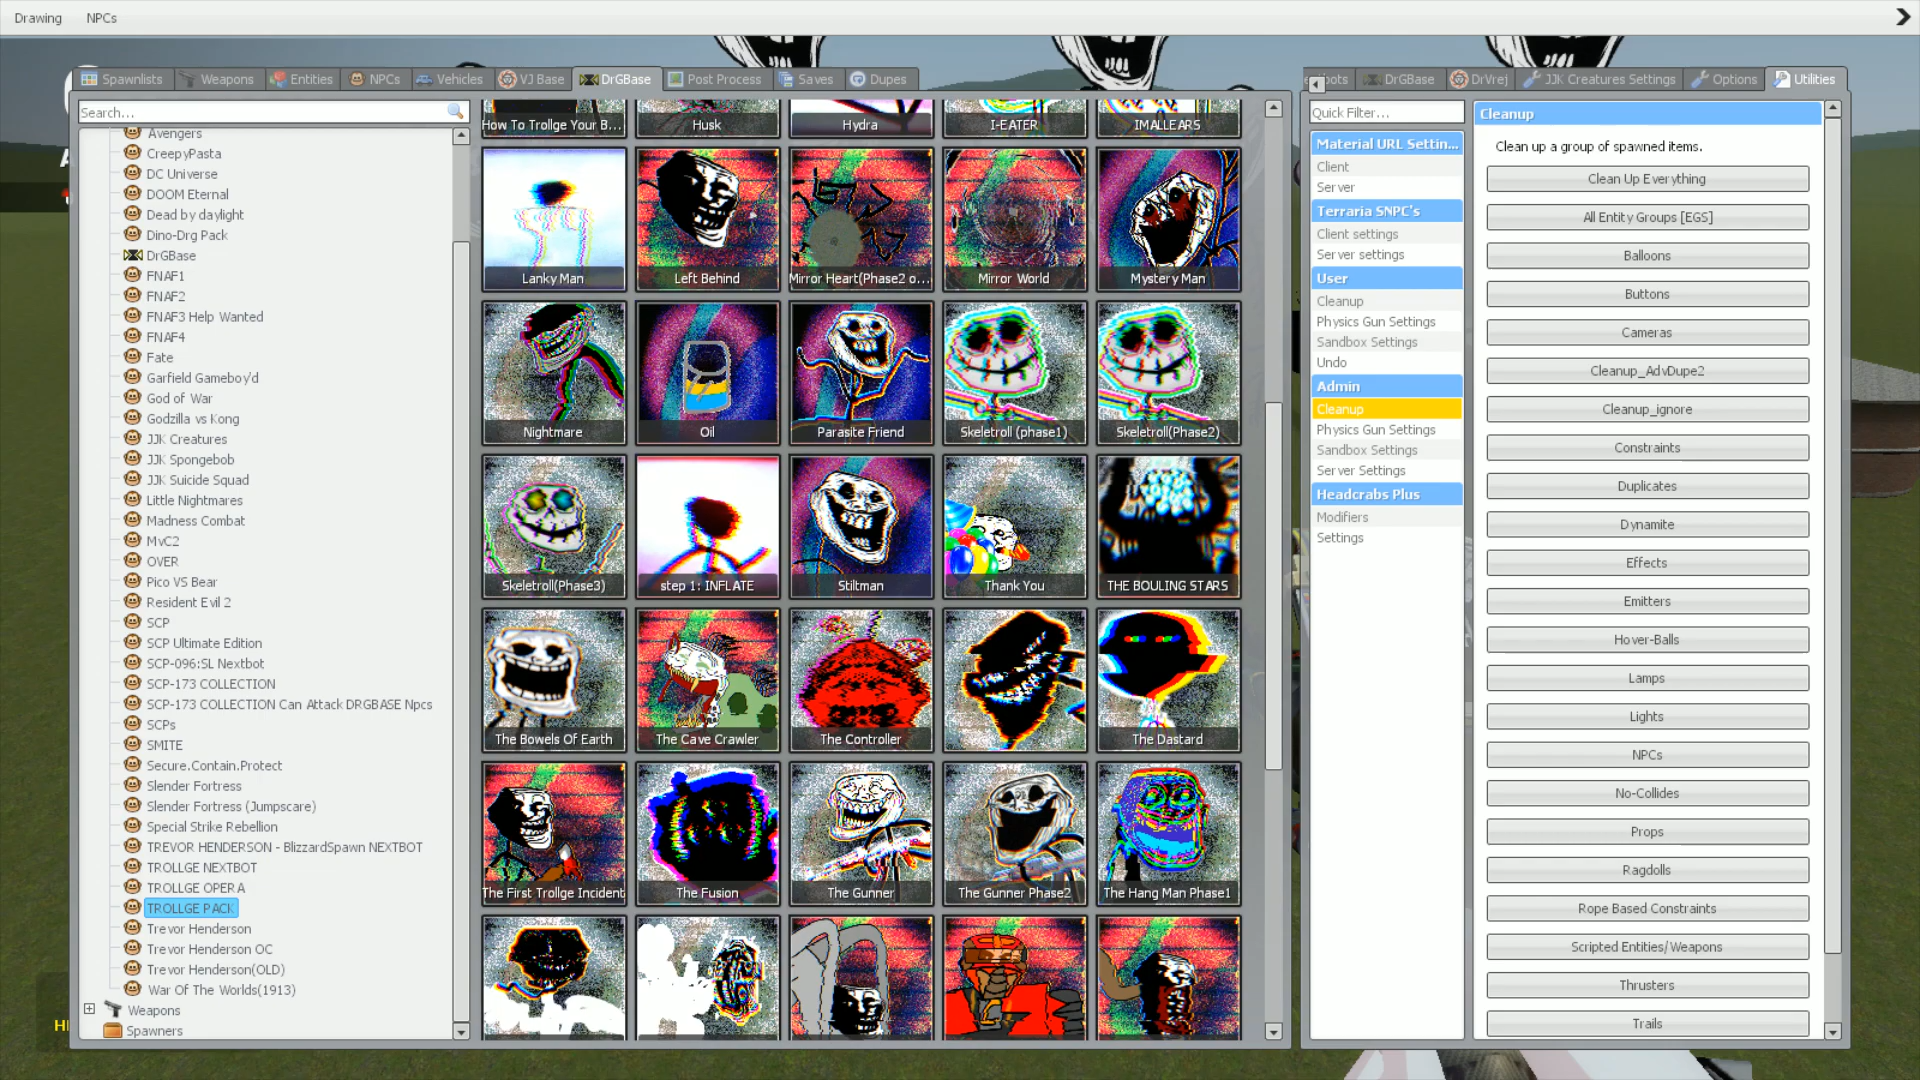 Drawing NPCs
Spawnlists Weapons Entities NPCs Vehicles VJ Base DrGBase Post Process Saves Dupes
Search...
Avengers
CreepyPasta
DC Universe
DOOM Eternal
Dead by daylight
Dino-Drg Pack
DrGBase
FNAF1
FNAF2
FNAF3 Help Wanted
FNAF4
Fate
Garfield Gameboy'd
God of War
Godzilla vs Kong
JJK Creatures
JJK Spongebob
JJK Suicide Squad
Little Nightmares
Madness Combat
MvC2
OVER
Pico VS Bear
Resident Evil 2
SCP
SCP Ultimate Edition
SCP-096:SL Nextbot
SCP-173 COLLECTION
SCP-173 COLLECTION Can Attack DRGBASE Npcs
SCPs
SMITE
Secure.Contain.Protect
Slender Fortress
Slender Fortress (Jumpscare)
Special Strike Rebellion
TREVOR HENDERSON - BlizzardSpawn NEXTBOT
TROLLGE NEXTBOT
TROLLGE OPERA
TROLLGE PACK
Trevor Henderson
Trevor Henderson OC
Trevor Henderson(OLD)
War Of The Worlds(1913)
Weapons
Spawners
How To Trollge Your B... Husk Hydra I-EATER IMALLEARS
Lanky Man Left Behind Mirror Heart(Phase2 o... Mirror World Mystery Man
Nightmare Oil Parasite Friend Skeletroll (phase1) Skeletroll(Phase2)
Skeletroll(Phase3) step 1: INFLATE Stiltman Thank You THE BOULING STARS
The Bowels Of Earth The Cave Crawler The Controller The Dastard
The First Trollge Incident The Fusion The Gunner The Gunner Phase2 The Hang Man Phase1
DrGBase DrVrej JJK Creatures Settings Options Utilities
Quick Filter...
Material URL Settin...
Client
Server
Terraria SNPC's
Client settings
Server settings
User
Cleanup
Physics Gun Settings
Sandbox Settings
Undo
Admin
Cleanup
Physics Gun Settings
Sandbox Settings
Server Settings
Headcrabs Plus
Modifiers
Settings
Cleanup
Clean up a group of spawned items.
Clean Up Everything
All Entity Groups [EGS]
Balloons
Buttons
Cameras
Cleanup_AdvDupe2
Cleanup_ignore
Constraints
Duplicates
Dynamite
Effects
Emitters
Hover-Balls
Lamps
Lights
NPCs
No-Collides
Props
Ragdolls
Rope Based Constraints
Scripted Entities/Weapons
Thrusters
Trails